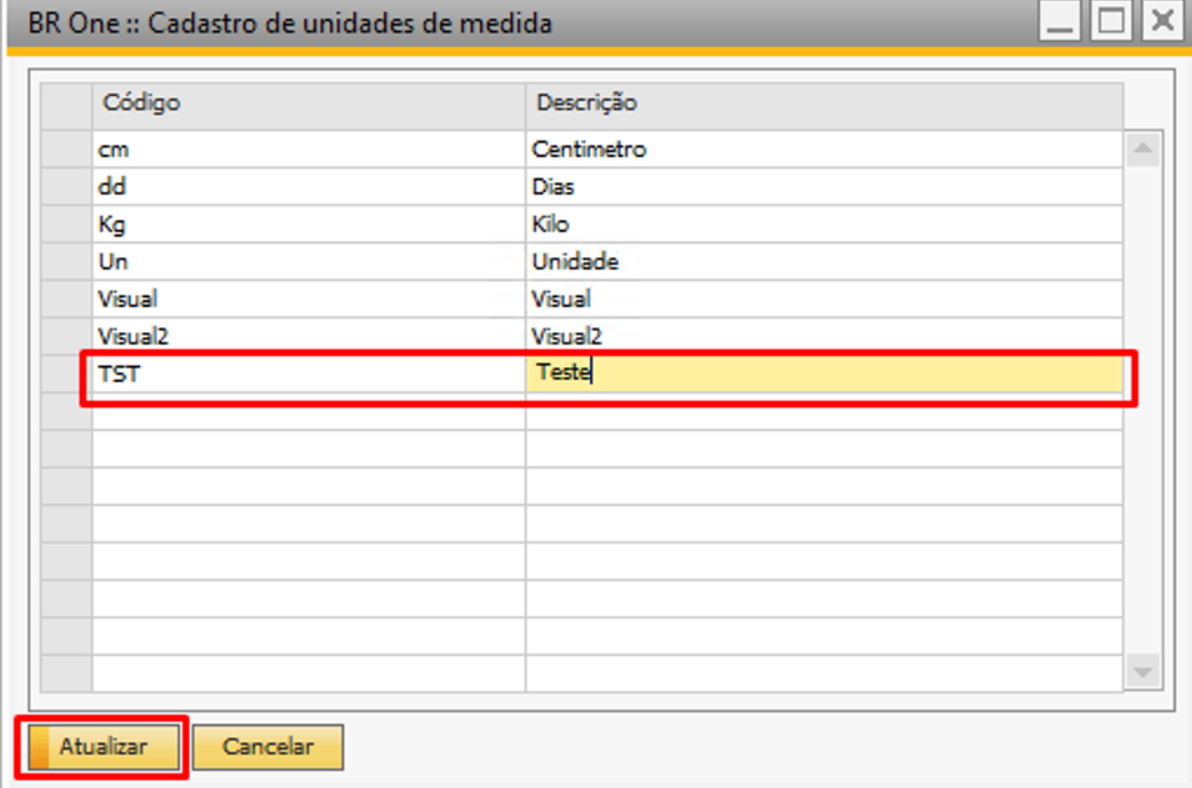 BR One :: Cadastro de unidades de medida
Código Descrição
cm Centimetro
dd Dias
Kg Kilo
Un Unidade
Visual Visual
Visual2 Visual2
TST Teste
Atualizar Cancelar